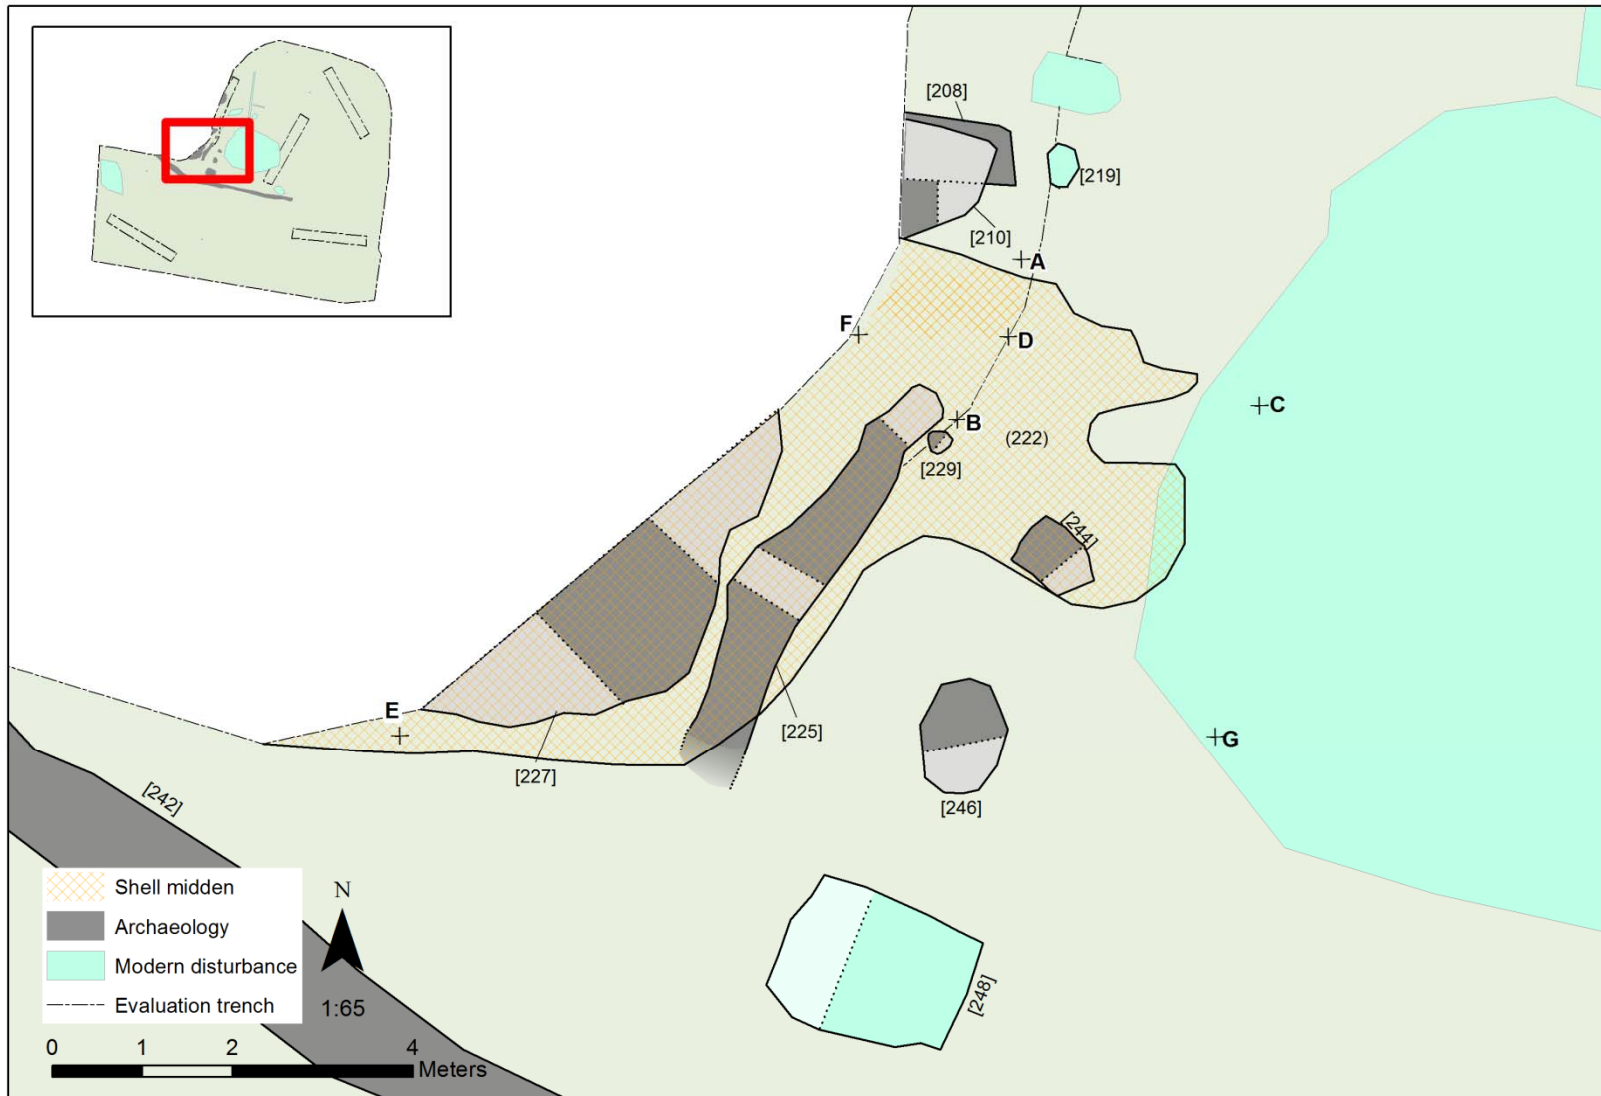 [208]
[219]
[210]
A
F
D
C
B
(222)
[229]
[244]
E
[225]
G
[227]
[242]
[246]
[248]
Shell midden
Archaeology
Modern disturbance
Evaluation trench
N
1:65
0 1 2 4
Meters